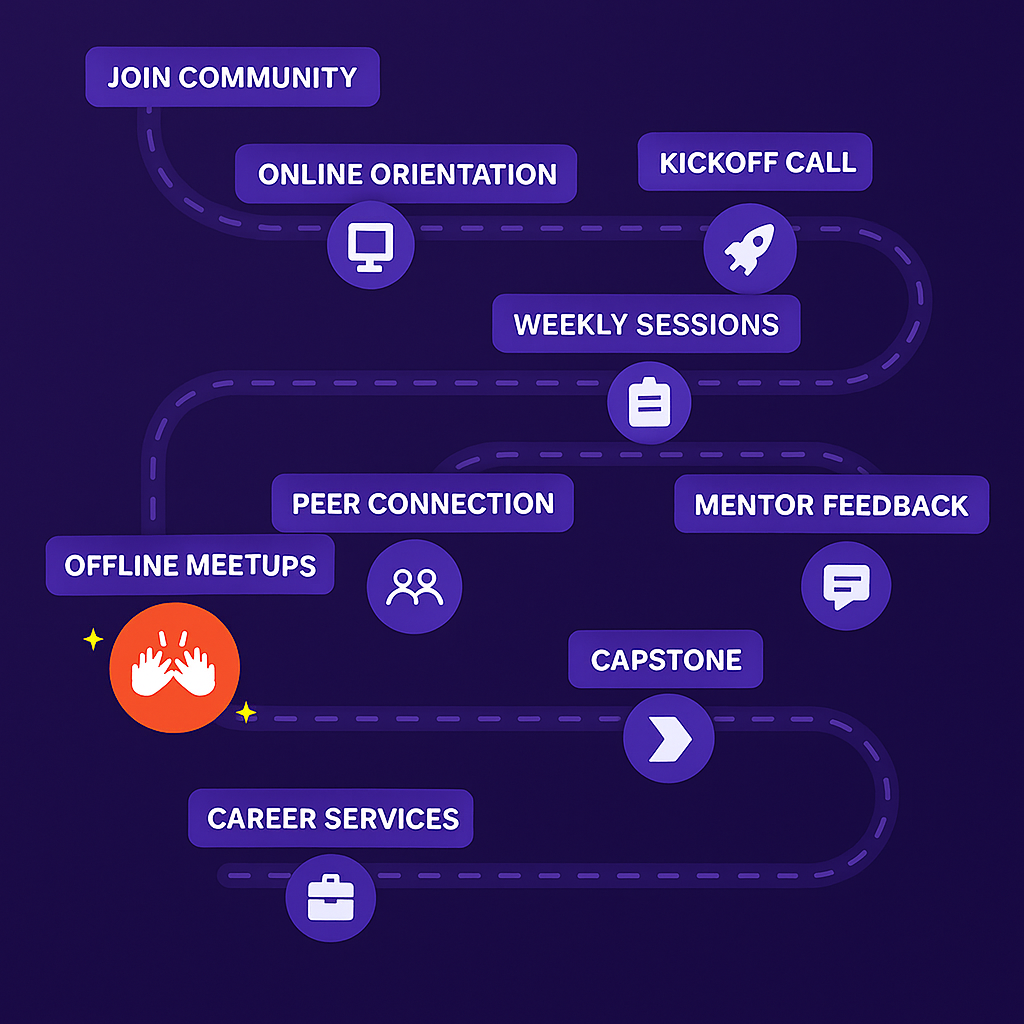 JOIN COMMUNITY
ONLINE ORIENTATION
KICKOFF CALL
WEEKLY SESSIONS
PEER CONNECTION
MENTOR FEEDBACK
OFFLINE MEETUPS
CAPSTONE
CAREER SERVICES